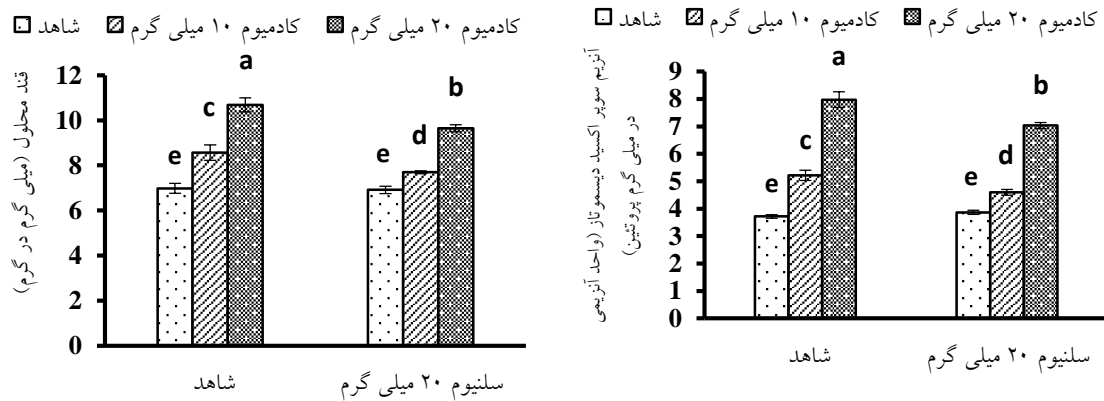 شاهد کادمیوم ۱۰ میلی گرم کادمیوم ۲۰ میلی گرم
قند محلول (میلی گرم در گرم)
12
10
8
6
4
2
0
e
c
a
e
d
b
شاهد
سلنیوم ۲۰ میلی گرم
شاهد کادمیوم ۱۰ میلی گرم کادمیوم ۲۰ میلی گرم
آنزیم سوپر اکسید دیسموتاز (واحد آنزیمی
در میلی گرم پروتئین)
9
8
7
6
5
4
3
2
1
0
e
c
a
e
d
b
شاهد
سلنیوم ۲۰ میلی گرم